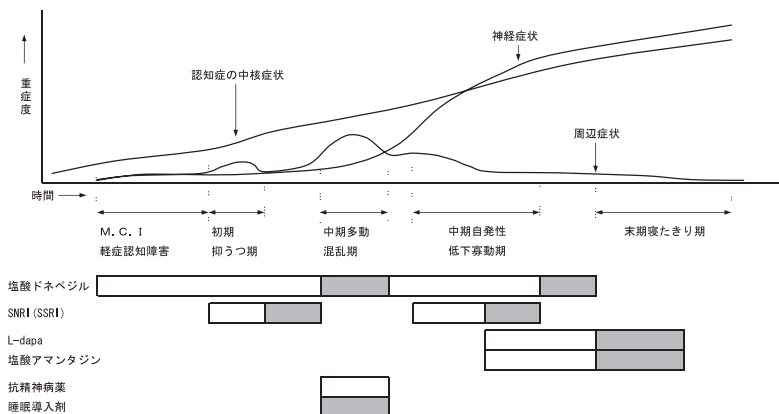 神経症状
認知症の中核症状
重症度
周辺症状
時間
M. C. I
軽症認知障害
初期
抑うつ期
中期多動
混乱期
中期自発性
低下寡動期
末期寝たきり期
塩酸ドネペジル
SNRI(SSRI)
L-dapa
塩酸アマンタジン
抗精神病薬
睡眠導入剤